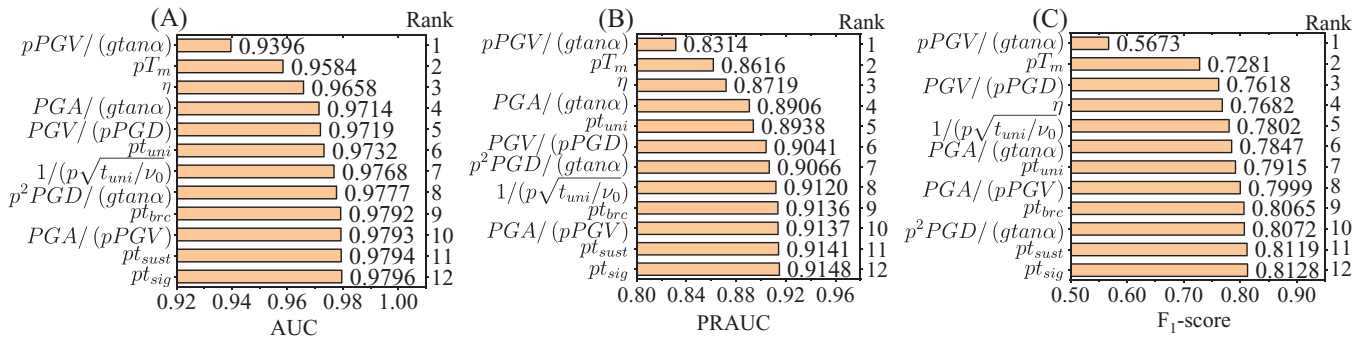 (A) Rank
pPGV/(gtanα) 0.9396 1
pT_m 0.9584 2
η 0.9658 3
PGA/(gtanα) 0.9714 4
PGV/(pPGD) 0.9719 5
pt_uni 0.9732 6
1/(p√t_uni/ν_0) 0.9768 7
p²PGD/(gtanα) 0.9777 8
pt_brc 0.9792 9
PGA/(pPGV) 0.9793 10
pt_sust 0.9794 11
pt_sig 0.9796 12
0.92 0.94 0.96 0.98 1.00
AUC
(B) Rank
pPGV/(gtanα) 0.8314 1
pT_m 0.8616 2
η 0.8719 3
PGA/(gtanα) 0.8906 4
pt_uni 0.8938 5
PGV/(pPGD) 0.9041 6
p²PGD/(gtanα) 0.9066 7
1/(p√t_uni/ν_0) 0.9120 8
pt_brc 0.9136 9
PGA/(pPGV) 0.9137 10
pt_sust 0.9141 11
pt_sig 0.9148 12
0.80 0.84 0.88 0.92 0.96
PRAUC
(C) Rank
pPGV/(gtanα) 0.5673 1
pT_m 0.7281 2
PGV/(pPGD) 0.7618 3
η 0.7682 4
1/(p√t_uni/ν_0) 0.7802 5
PGA/(gtanα) 0.7847 6
pt_uni 0.7915 7
PGA/(pPGV) 0.7999 8
pt_brc 0.8065 9
p²PGD/(gtanα) 0.8072 10
pt_sust 0.8119 11
pt_sig 0.8128 12
0.50 0.60 0.70 0.80 0.90
F₁-score